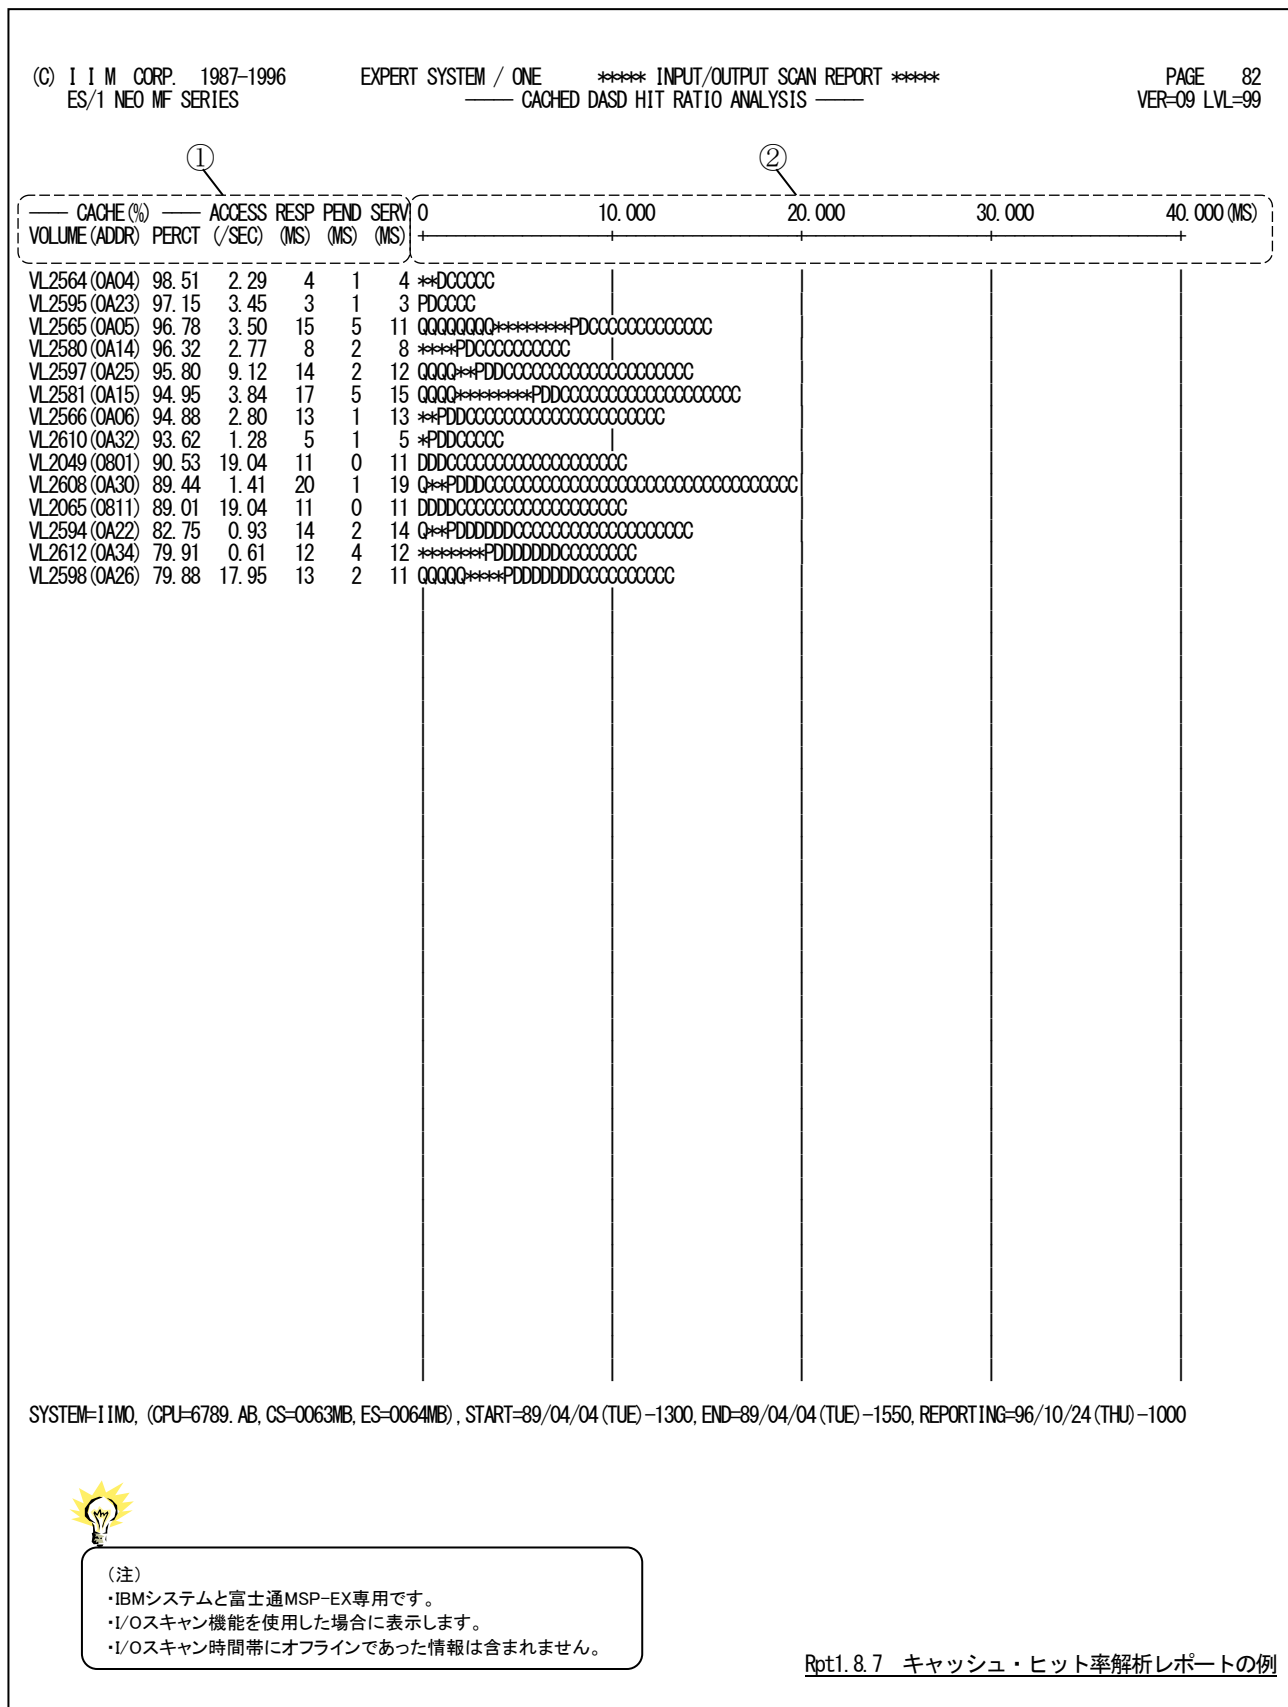 (C) I I M CORP. 1987-1996 EXPERT SYSTEM / ONE ***** INPUT/OUTPUT SCAN REPORT ***** PAGE 82
ES/1 NEO MF SERIES ---- CACHED DASD HIT RATIO ANALYSIS ---- VER=09 LVL=99
① ②
---- CACHE(%) ---- ACCESS RESP PEND SERV 0 10.000 20.000 30.000 40.000(MS)
VOLUME(ADDR) PERCT (/SEC) (MS) (MS) (MS)
VL2564(0A04) 98.51 2.29 4 1 4 **DCCCCC
VL2595(0A23) 97.15 3.45 3 1 3 PDCCCC
VL2565(0A05) 96.78 3.50 15 5 11 QQQQQQQQ********PDCCCCCCCCCCCCC
VL2580(0A14) 96.32 2.77 8 2 8 ****PDCCCCCCCCCC
VL2597(0A25) 95.80 9.12 14 2 12 QQQQ**PDDCCCCCCCCCCCCCCCCCCCC
VL2581(0A15) 94.95 3.84 17 5 15 QQQQ********PDDCCCCCCCCCCCCCCCCCCC
VL2566(0A06) 94.88 2.80 13 1 13 **PDDCCCCCCCCCCCCCCCCCCCCC
VL2610(0A32) 93.62 1.28 5 1 5 *PDDCCCCC
VL2049(0801) 90.53 19.04 11 0 11 DDDCCCCCCCCCCCCCCCCCCC
VL2608(0A30) 89.44 1.41 20 1 19 Q**PDDDCCCCCCCCCCCCCCCCCCCCCCCCCCCCCCCCC
VL2065(0811) 89.01 19.04 11 0 11 DDDDCCCCCCCCCCCCCCCCCC
VL2594(0A22) 82.75 0.93 14 2 14 Q**PDDDDDDCCCCCCCCCCCCCCCCCCC
VL2612(0A34) 79.91 0.61 12 4 12 *******PDDDDDDDCCCCCCCC
VL2598(0A26) 79.88 17.95 13 2 11 QQQQQ****PDDDDDDDCCCCCCCCCC
SYSTEM=IIM0,(CPU=6789.AB,CS=0063MB,ES=0064MB),START=89/04/04(TUE)-1300,END=89/04/04(TUE)-1550,REPORTING=96/10/24(THU)-1000
(注)
・IBMシステムと富士通MSP-EX専用です。
・I/Oスキャン機能を使用した場合に表示します。
・I/Oスキャン時間帯にオフラインであった情報は含まれません。
Rpt1.8.7 キャッシュ・ヒット率解析レポートの例